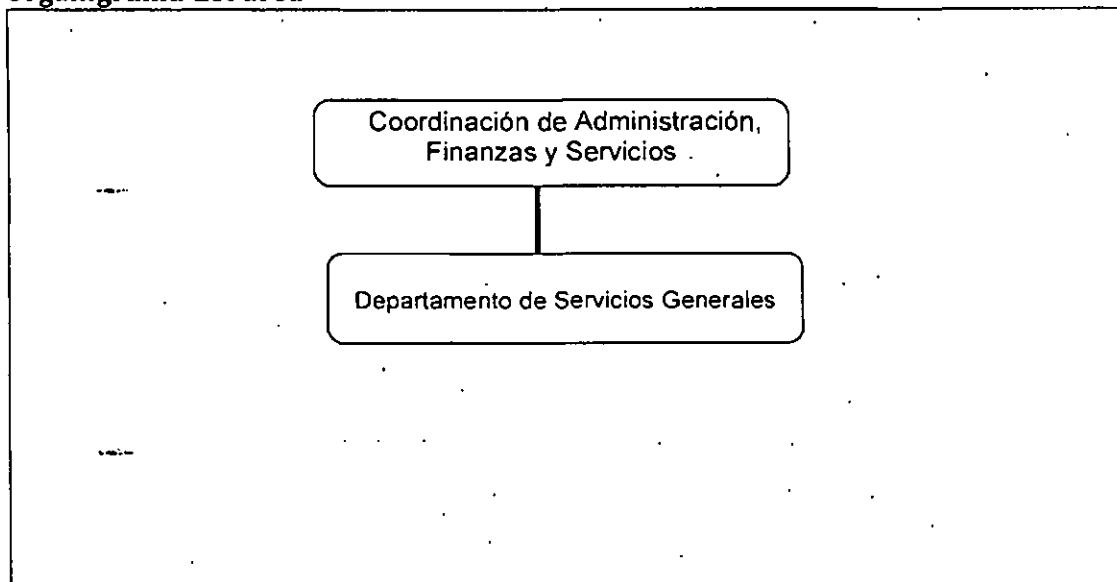 Coordinación de Administración,
Finanzas y Servicios
Departamento de Servicios Generales